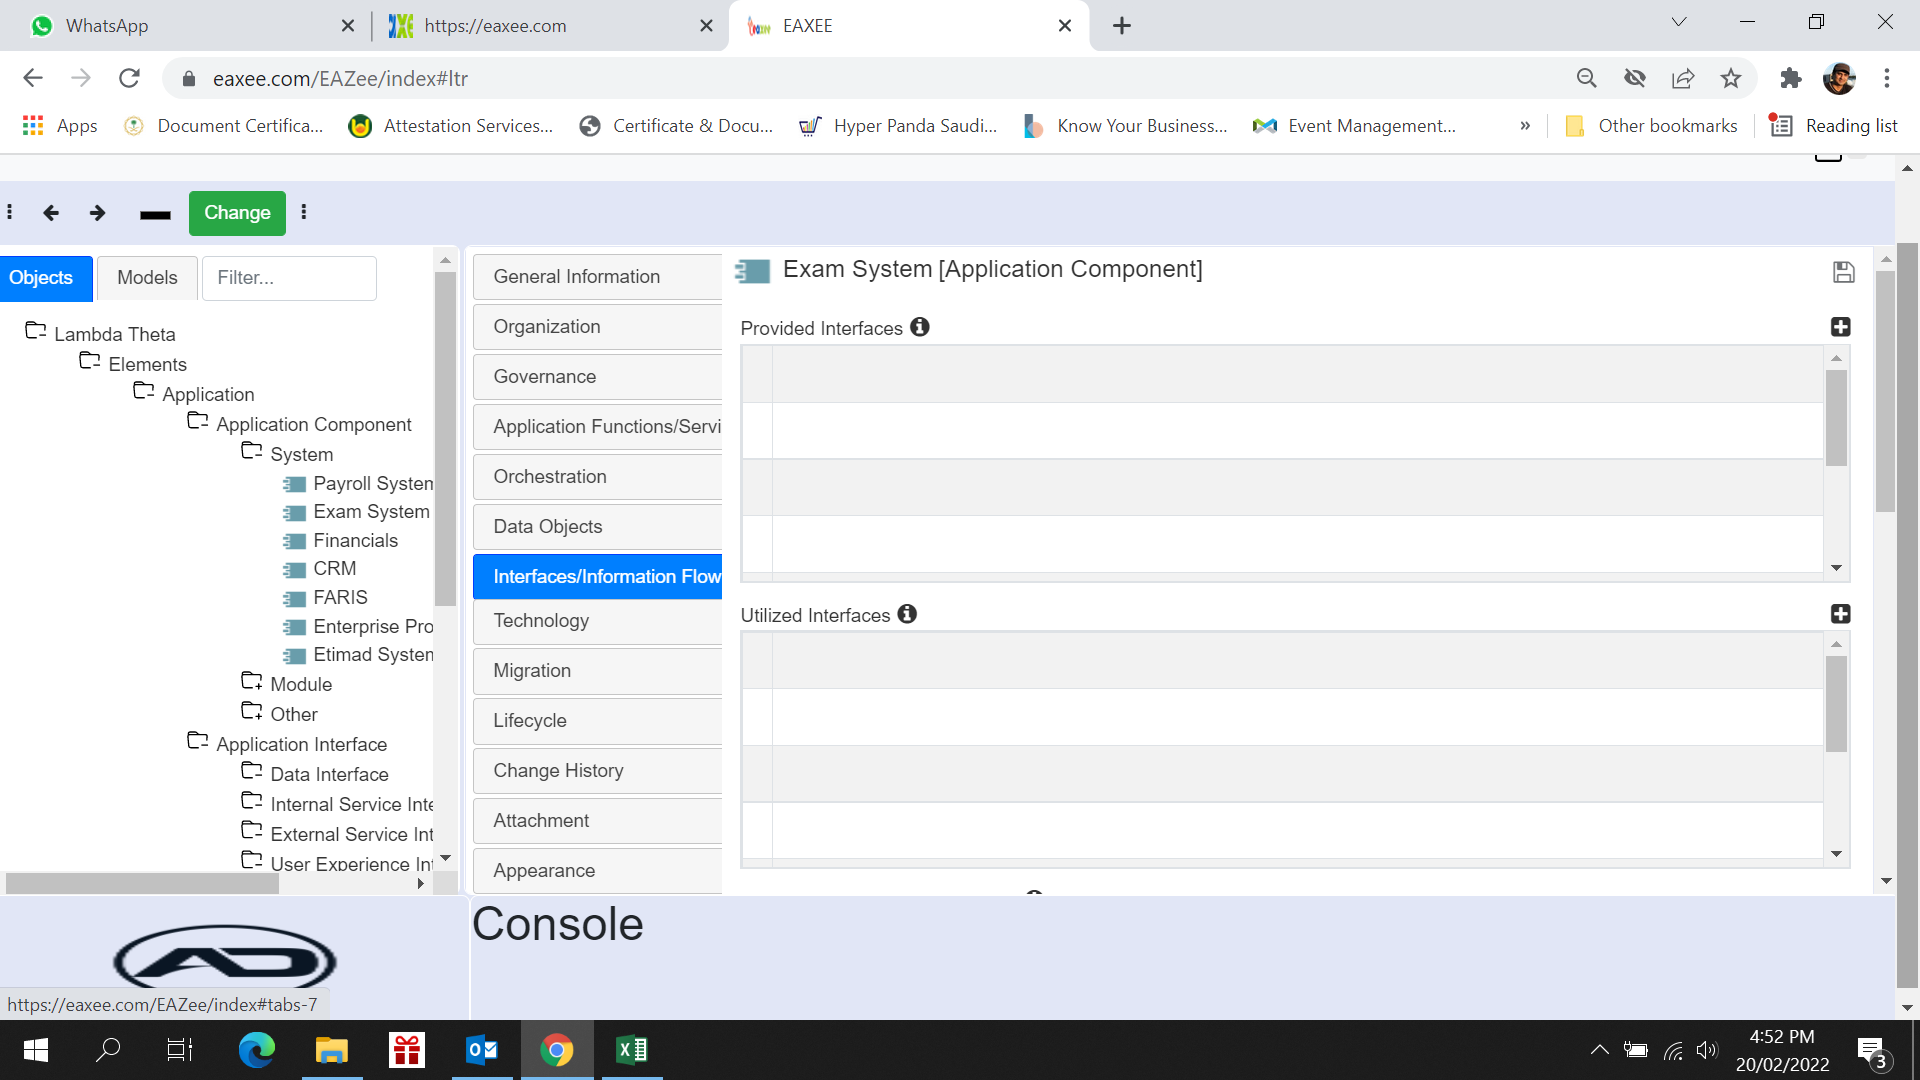 WhatsApp
https://eaxee.com
EAXEE
eaxee.com/EAZee/index#ltr
Apps
Document Certifica...
Attestation Services...
Certificate & Docu...
Hyper Panda Saudi...
Know Your Business...
Event Management...
»
Other bookmarks
Reading list
Change
Objects
Models
Filter...
Lambda Theta
Elements
Application
Application Component
System
Payroll System
Exam System
Financials
CRM
FARIS
Enterprise Pro
Etimad System
Module
Other
Application Interface
Data Interface
Internal Service Inte
External Service Int
User Experience Int
General Information
Organization
Governance
Application Functions/Servi
Orchestration
Data Objects
Interfaces/Information Flow
Technology
Migration
Lifecycle
Change History
Attachment
Appearance
Exam System [Application Component]
Provided Interfaces
Utilized Interfaces
Console
AD
https://eaxee.com/EAZee/index#tabs-7
4:52 PM
20/02/2022
3